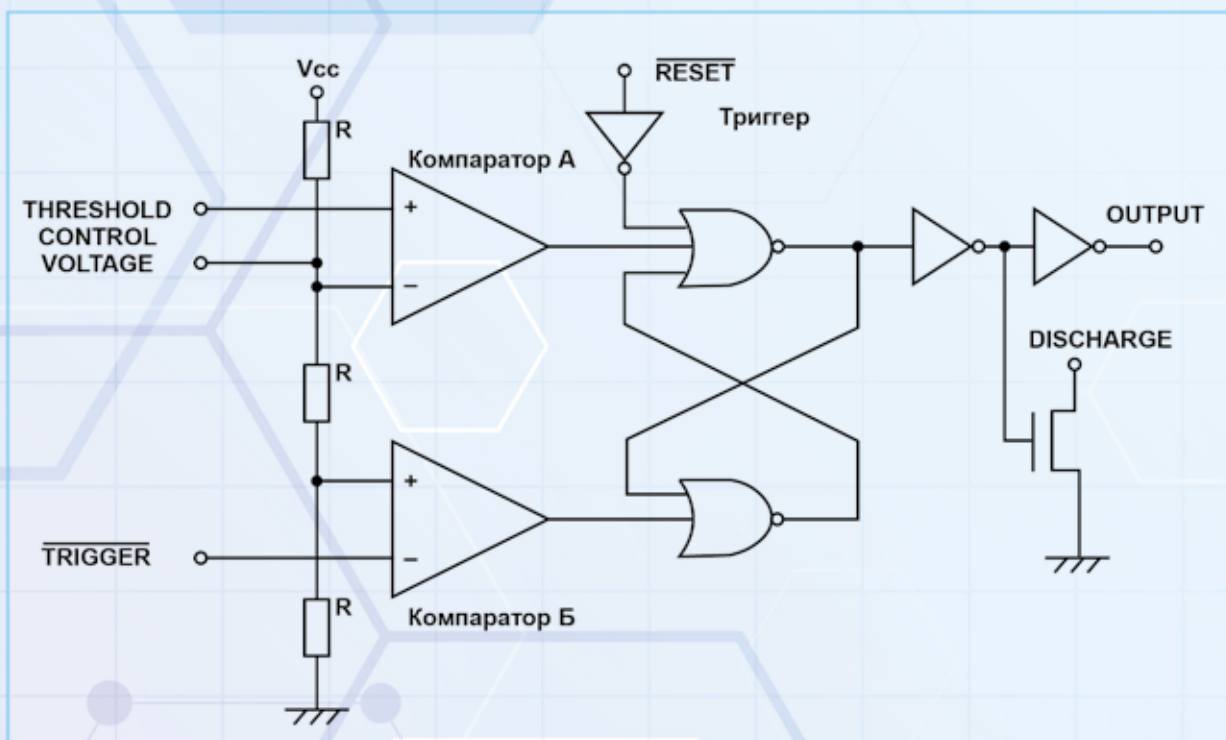 Vcc
RESET
Триггер
R
Компаратор А
THRESHOLD
CONTROL
VOLTAGE
+
–
OUTPUT
DISCHARGE
R
+
–
TRIGGER
R
Компаратор Б